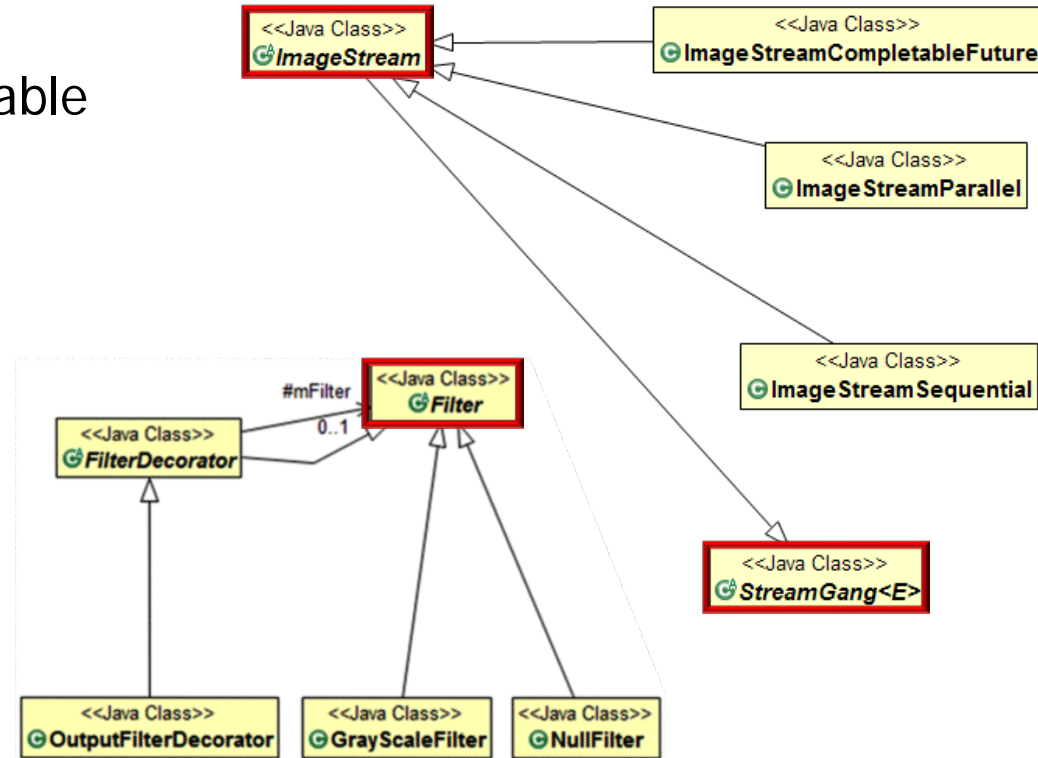 <<Java Class>>
ImageStream
<<Java Class>>
ImageStreamCompletableFuture
able
<<Java Class>>
ImageStreamParallel
<<Java Class>>
ImageStreamSequential
<<Java Class>>
Filter
#mFilter
0..1
<<Java Class>>
FilterDecorator
<<Java Class>>
StreamGang<E>
<<Java Class>>
OutputFilterDecorator
<<Java Class>>
GrayScaleFilter
<<Java Class>>
NullFilter